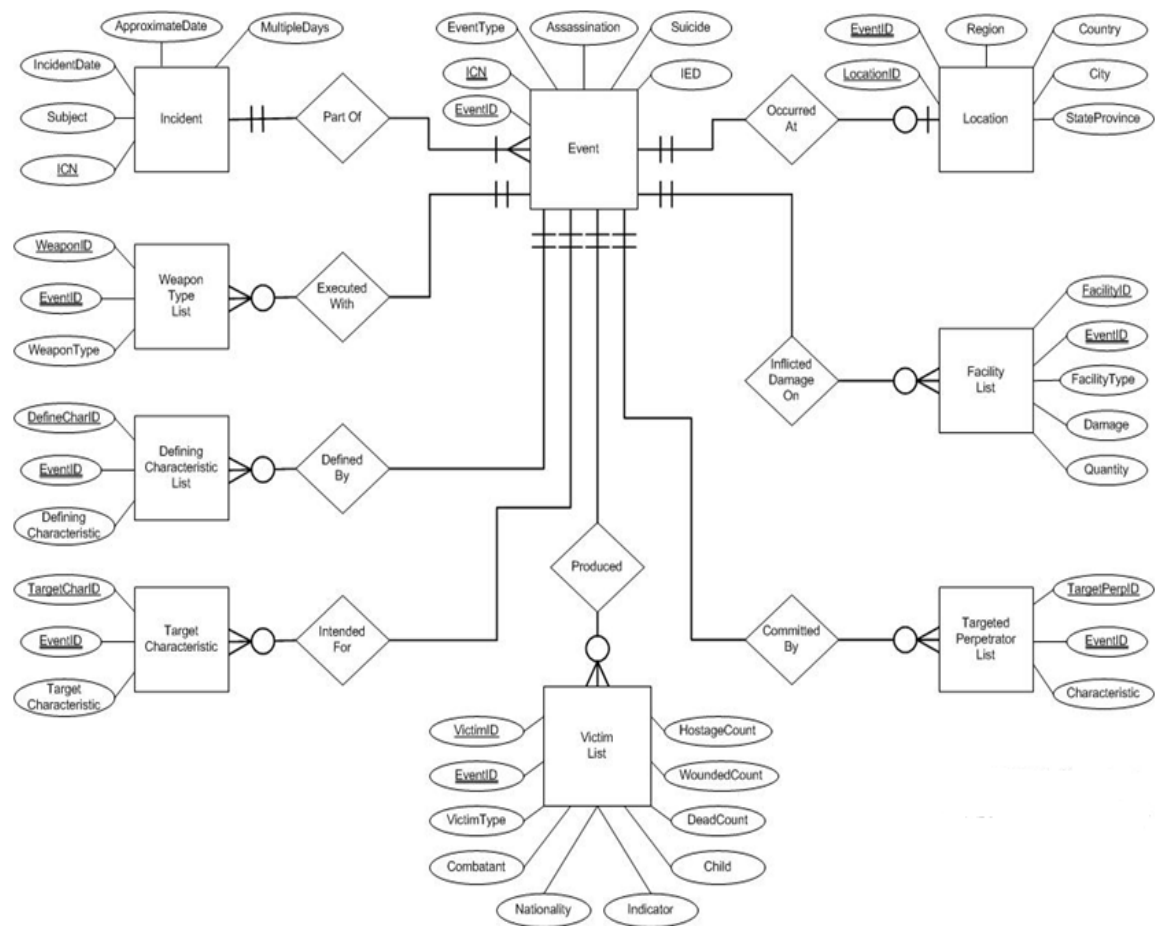 ApproximateDate
MultipleDays
IncidentDate
Subject
ICN
Incident
Part Of
EventType
Assassination
Suicide
ICN
IED
EventID
Event
Occurred
At
EventID
Region
Country
LocationID
City
StateProvince
Location
WeaponID
EventID
WeaponType
Weapon
Type
List
Executed
With
Inflicted
Damage
On
Facility
List
FacilityID
EventID
FacilityType
Damage
Quantity
DefineCharID
EventID
Defining
Characteristic
Defining
Characteristic
List
Defined
By
TargetCharID
EventID
Target
Characteristic
Target
Characteristic
Intended
For
Produced
Committed
By
Targeted
Perpetrator
List
TargetPerpID
EventID
Characteristic
Victim
List
VictimID
EventID
VictimType
Combatant
Nationality
Indicator
Child
DeadCount
WoundedCount
HostageCount